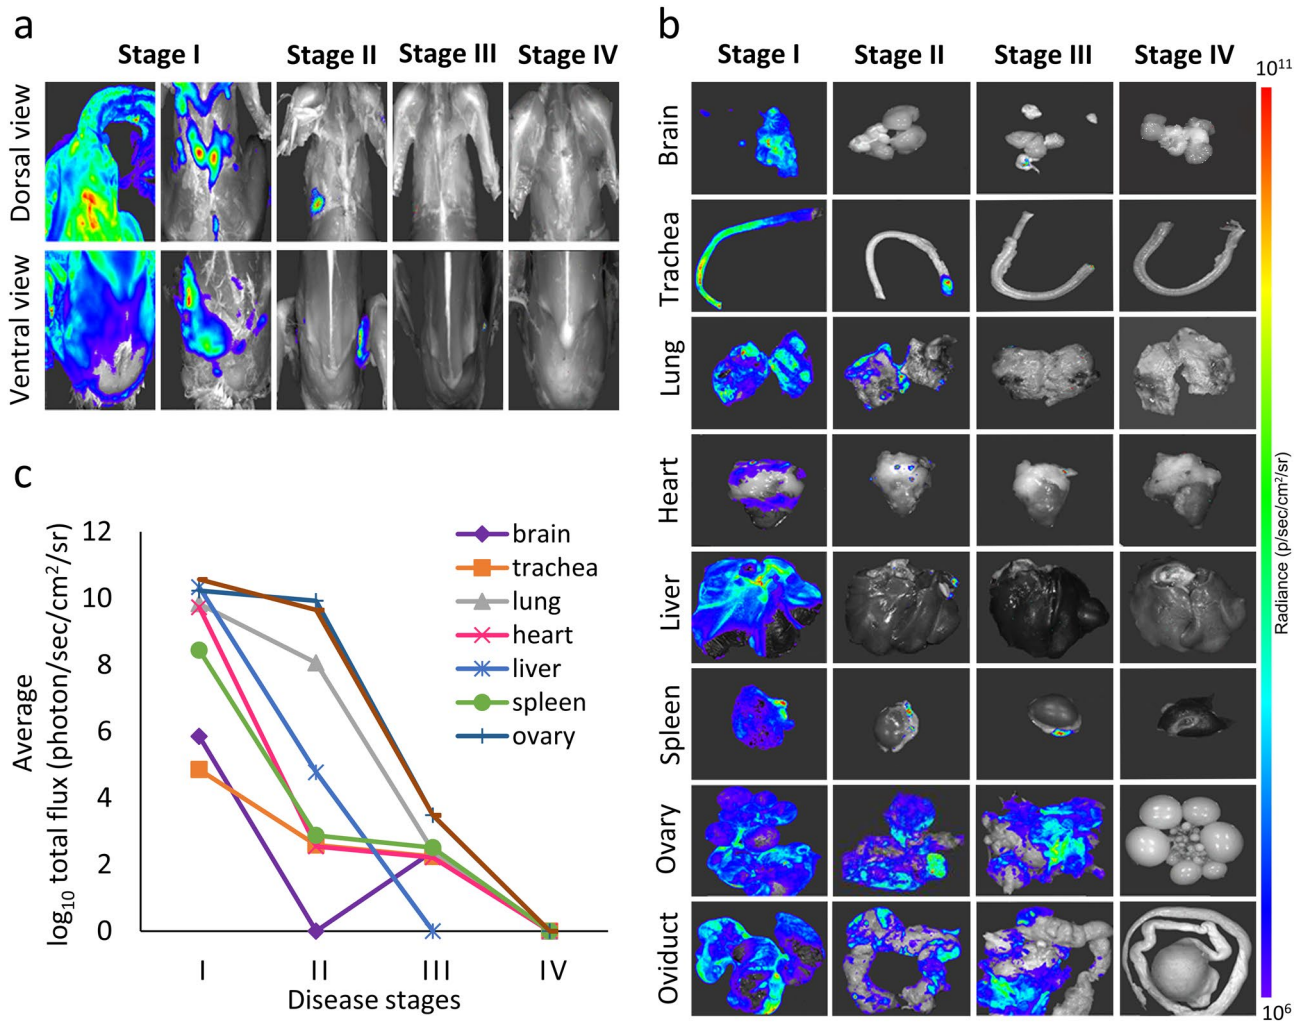 a
Stage I
Stage II
Stage III
Stage IV
Dorsal view
Ventral view
b
Stage I
Stage II
Stage III
Stage IV
Brain
Trachea
Lung
Heart
Liver
Spleen
Ovary
Oviduct
10¹¹
Radiance (p/sec/cm²/sr)
10⁶
c
Average
log₁₀ total flux (photon/sec/cm²/sr)
12
10
8
6
4
2
0
I
II
III
IV
Disease stages
brain
trachea
lung
heart
liver
spleen
ovary